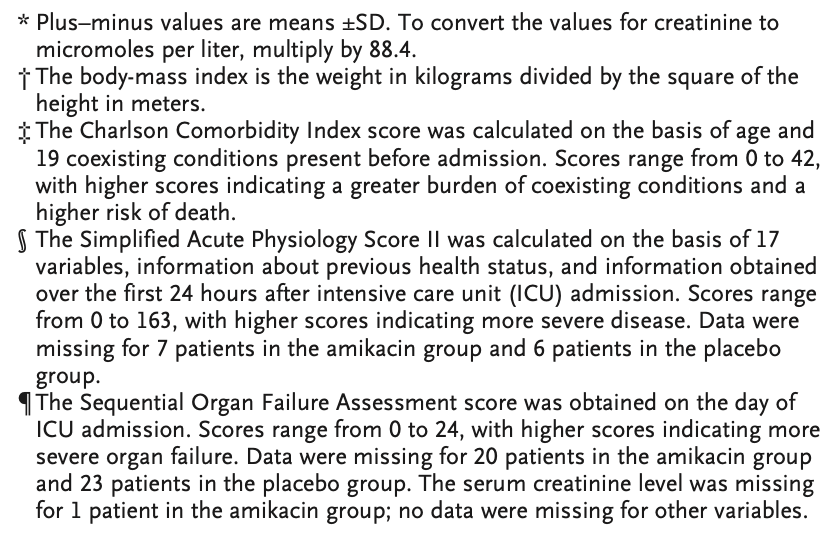 * Plus–minus values are means ±SD. To convert the values for creatinine to
micromoles per liter, multiply by 88.4.
† The body-mass index is the weight in kilograms divided by the square of the
height in meters.
‡ The Charlson Comorbidity Index score was calculated on the basis of age and
19 coexisting conditions present before admission. Scores range from 0 to 42,
with higher scores indicating a greater burden of coexisting conditions and a
higher risk of death.
§ The Simplified Acute Physiology Score II was calculated on the basis of 17
variables, information about previous health status, and information obtained
over the first 24 hours after intensive care unit (ICU) admission. Scores range
from 0 to 163, with higher scores indicating more severe disease. Data were
missing for 7 patients in the amikacin group and 6 patients in the placebo
group.
¶ The Sequential Organ Failure Assessment score was obtained on the day of
ICU admission. Scores range from 0 to 24, with higher scores indicating more
severe organ failure. Data were missing for 20 patients in the amikacin group
and 23 patients in the placebo group. The serum creatinine level was missing
for 1 patient in the amikacin group; no data were missing for other variables.